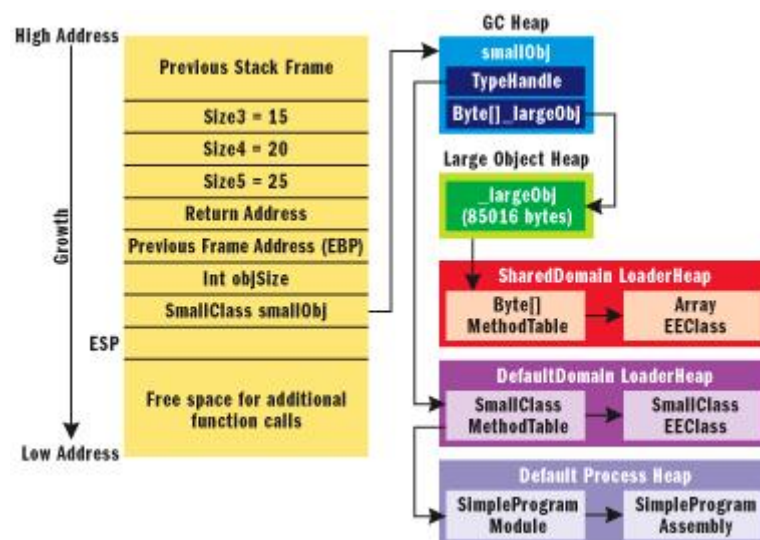 High Address
Growth
ESP
Low Address
Previous Stack Frame
Size3 = 15
Size4 = 20
Size5 = 25
Return Address
Previous Frame Address (EBP)
Int objSize
SmallClass smallObj
Free space for additional
function calls
GC Heap
smallObj
TypeHandle
Byte[]_largeObj
Large Object Heap
_largeObj
(85016 bytes)
SharedDomain LoaderHeap
Byte[]
MethodTable
Array
EEClass
DefaultDomain LoaderHeap
SmallClass
MethodTable
SmallClass
EEClass
Default Process Heap
SimpleProgram
Module
SimpleProgram
Assembly